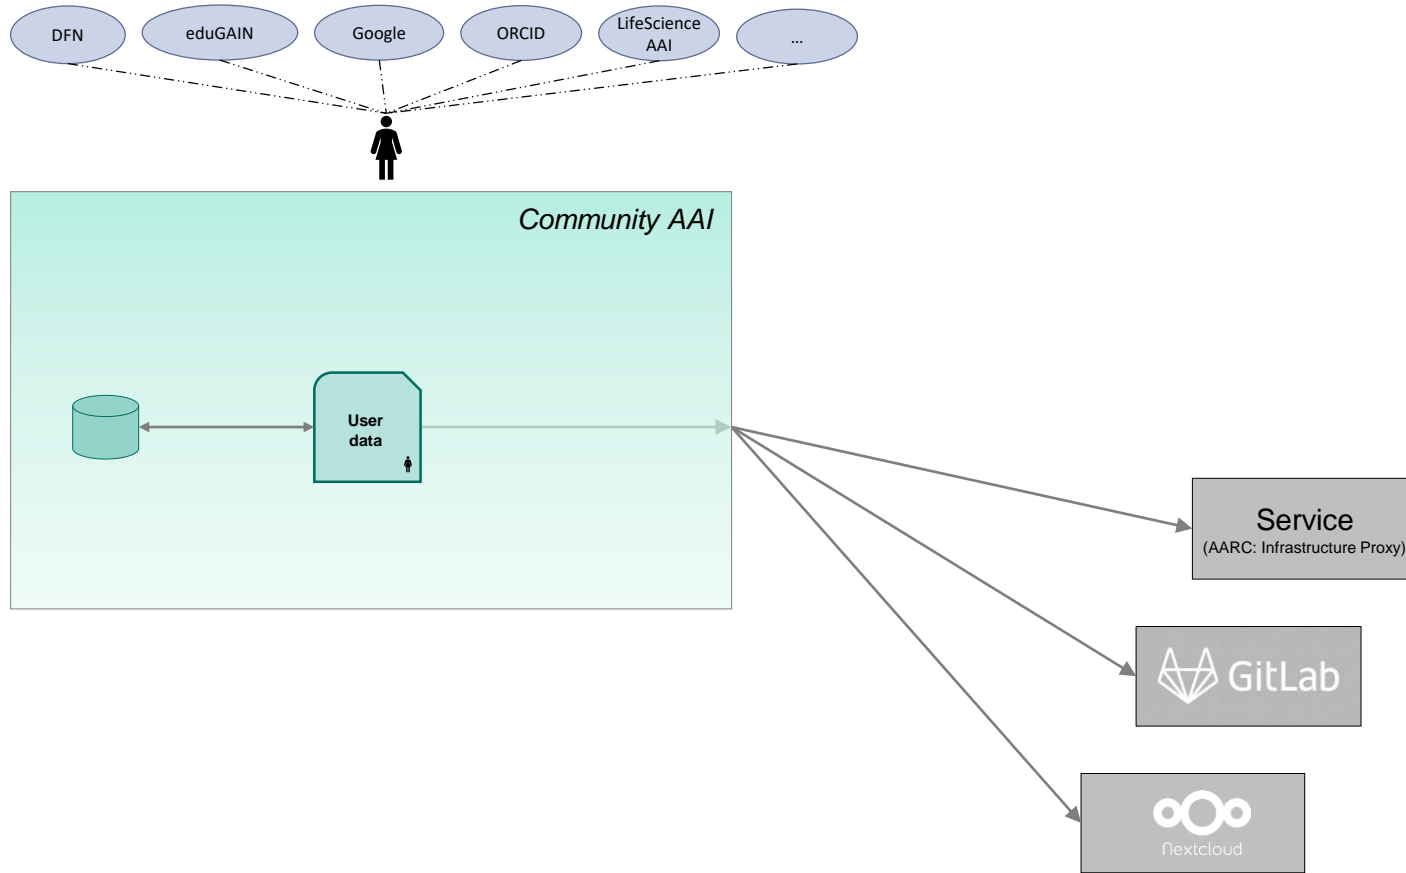 DFN
eduGAIN
Google
ORCID
LifeScience
AAI
...
Community AAI
User
data
Service
(AARC: Infrastructure Proxy)
GitLab
Nextcloud